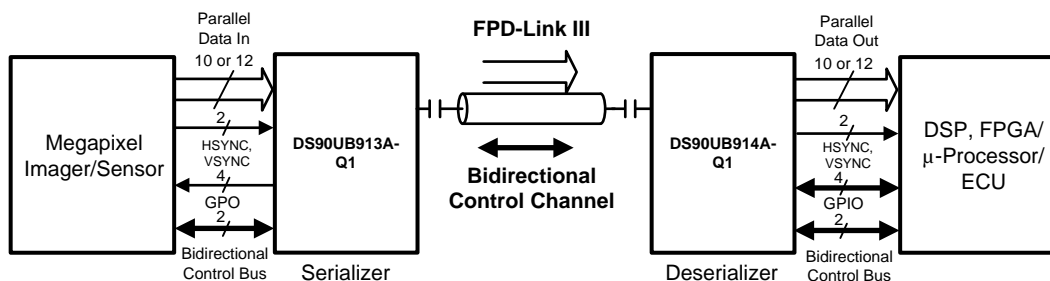 Parallel
Data In
10 or 12
FPD-Link III
Parallel
Data Out
10 or 12
Megapixel
Imager/Sensor
2
HSYNC,
VSYNC
4
GPO
2
Bidirectional
Control Bus
DS90UB913A-
Q1
Serializer
Bidirectional
Control Channel
DS90UB914A-
Q1
Deserializer
2
HSYNC,
VSYNC
4
GPIO
2
Bidirectional
Control Bus
DSP, FPGA/
μ-Processor/
ECU